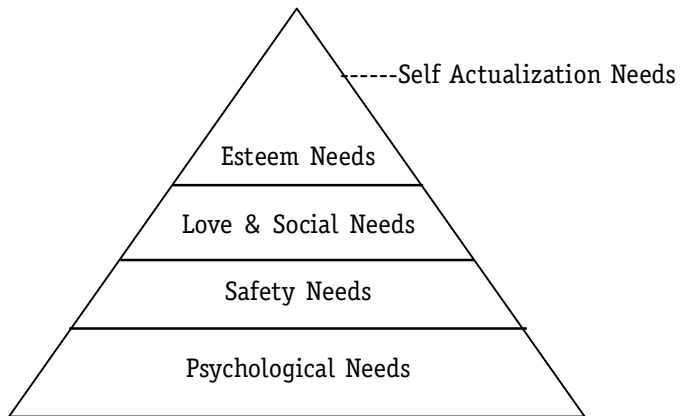 ------Self Actualization Needs
Esteem Needs
Love & Social Needs
Safety Needs
Psychological Needs